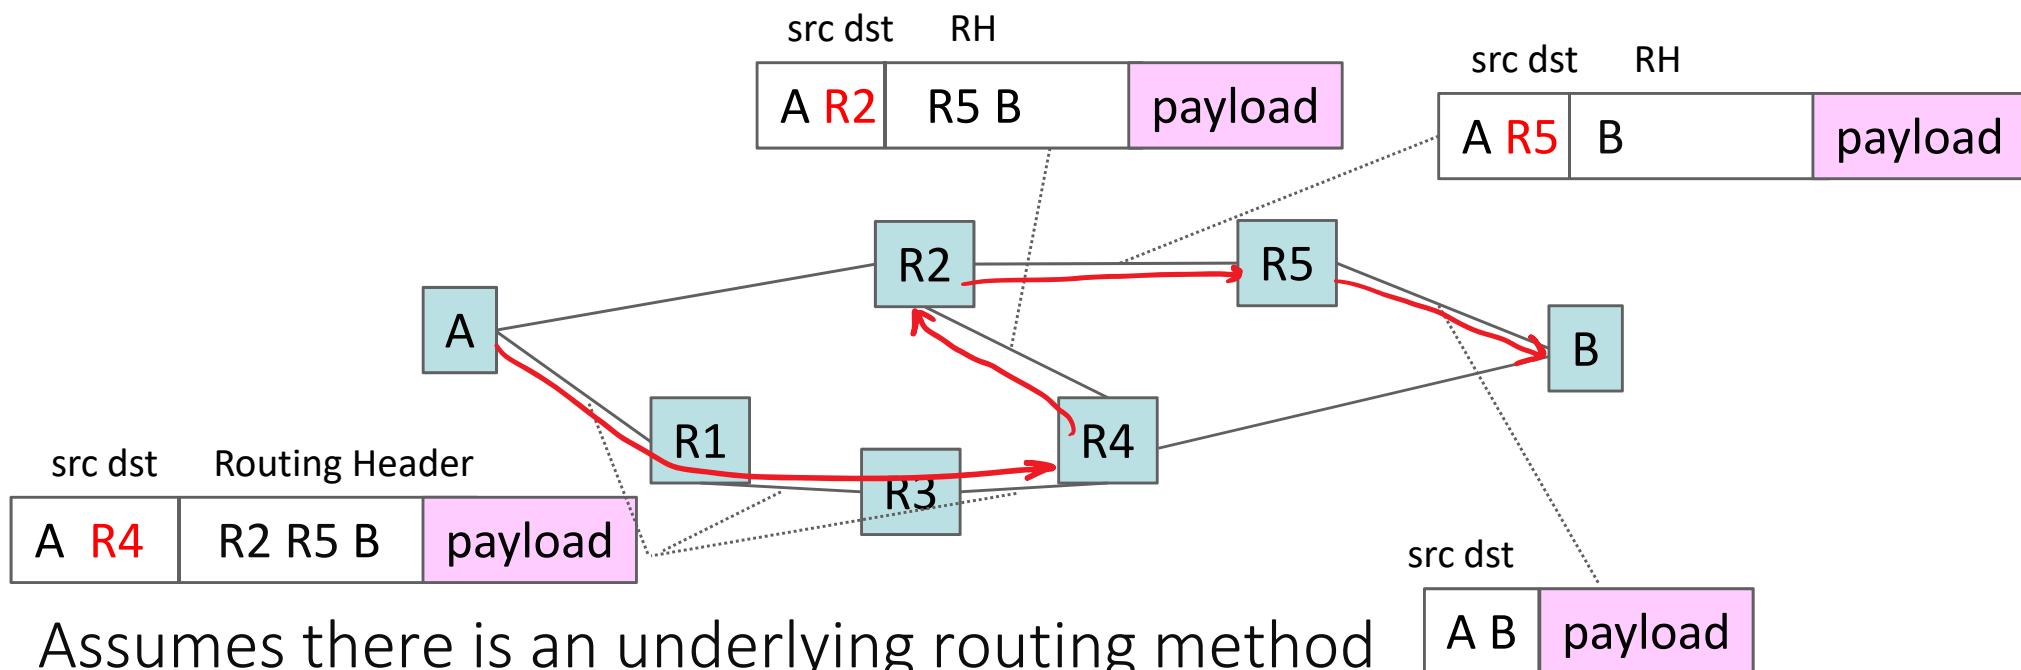 src dst RH
A R2 R5 B payload
src dst RH
A R5 B payload
R2
R5
A
B
R1
R4
R3
src dst Routing Header
A R4 R2 R5 B payload
src dst
A B payload
Assumes there is an underlying routing method